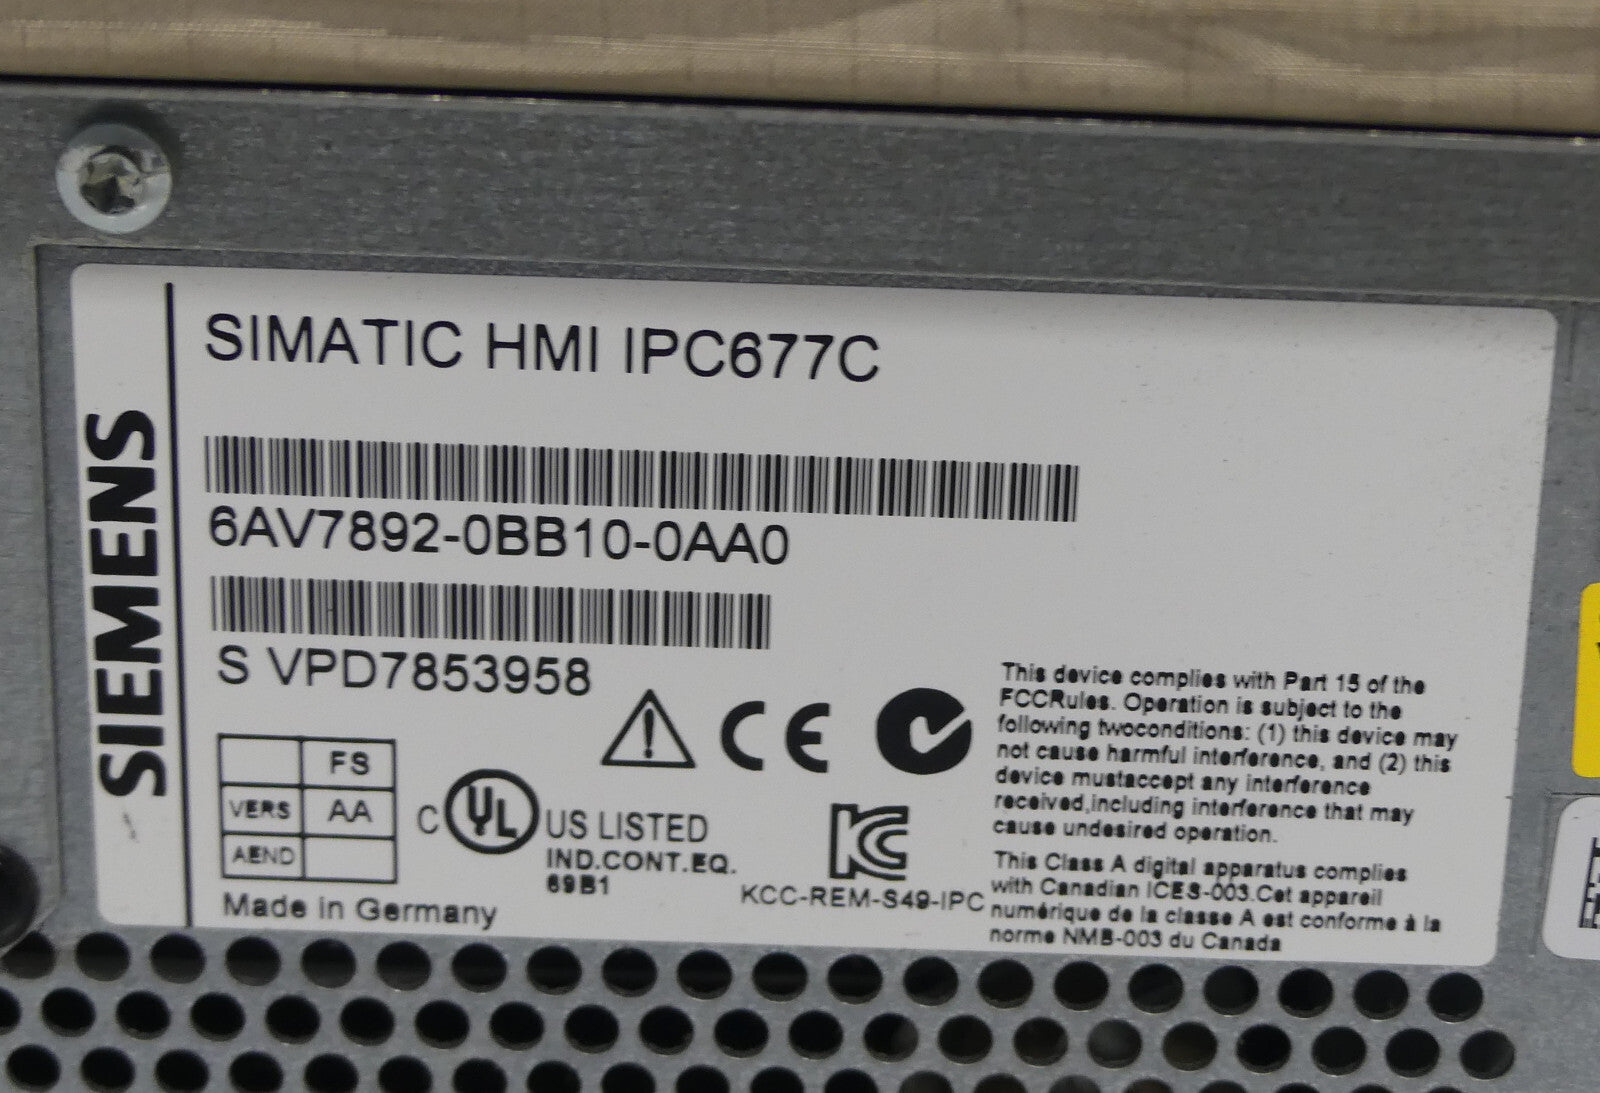 SIEMENS
SIMATIC HMI IPC677C
6AV7892-0BB10-0AA0
S VPD7853958
FS
VERS AA
AEND
Made in Germany
C UL US LISTED
IND.CONT.EQ.
69B1
CE
KCC-REM-S49-IPC
This device complies with Part 15 of the
FCCRules. Operation is subject to the
following twoconditions: (1) this device may
not cause harmful interference, and (2) this
device mustaccept any interference
received,including interference that may
cause undesired operation.
This Class A digital apparatus complies
with Canadian ICES-003.Cet appareil
numérique de la classe A est conforme à la
norme NMB-003 du Canada